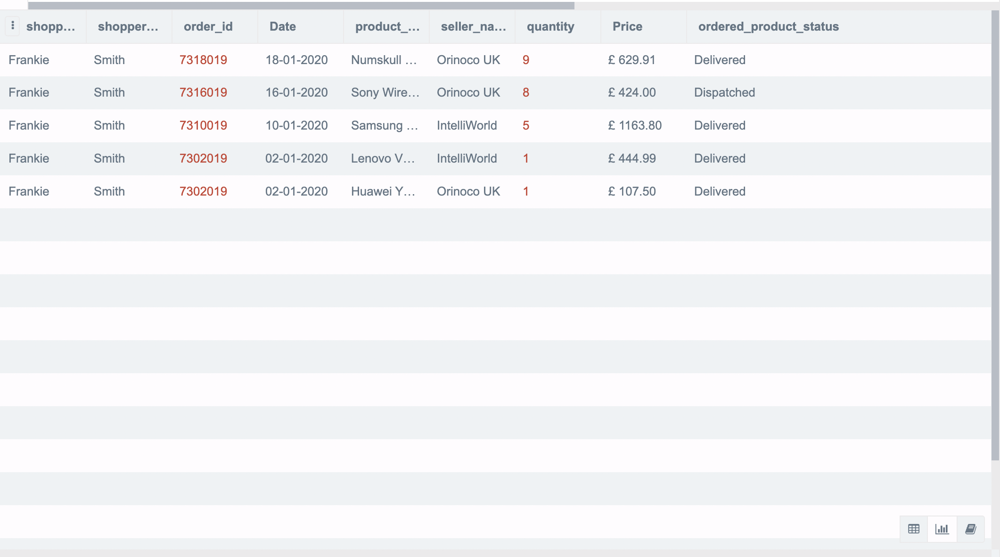 shopp... shopper... order_id Date product_... seller_na... quantity Price ordered_product_status
Frankie Smith 7318019 18-01-2020 Numskull ... Orinoco UK 9 £ 629.91 Delivered
Frankie Smith 7316019 16-01-2020 Sony Wire... Orinoco UK 8 £ 424.00 Dispatched
Frankie Smith 7310019 10-01-2020 Samsung ... IntelliWorld 5 £ 1163.80 Delivered
Frankie Smith 7302019 02-01-2020 Lenovo V... IntelliWorld 1 £ 444.99 Delivered
Frankie Smith 7302019 02-01-2020 Huawei Y... Orinoco UK 1 £ 107.50 Delivered